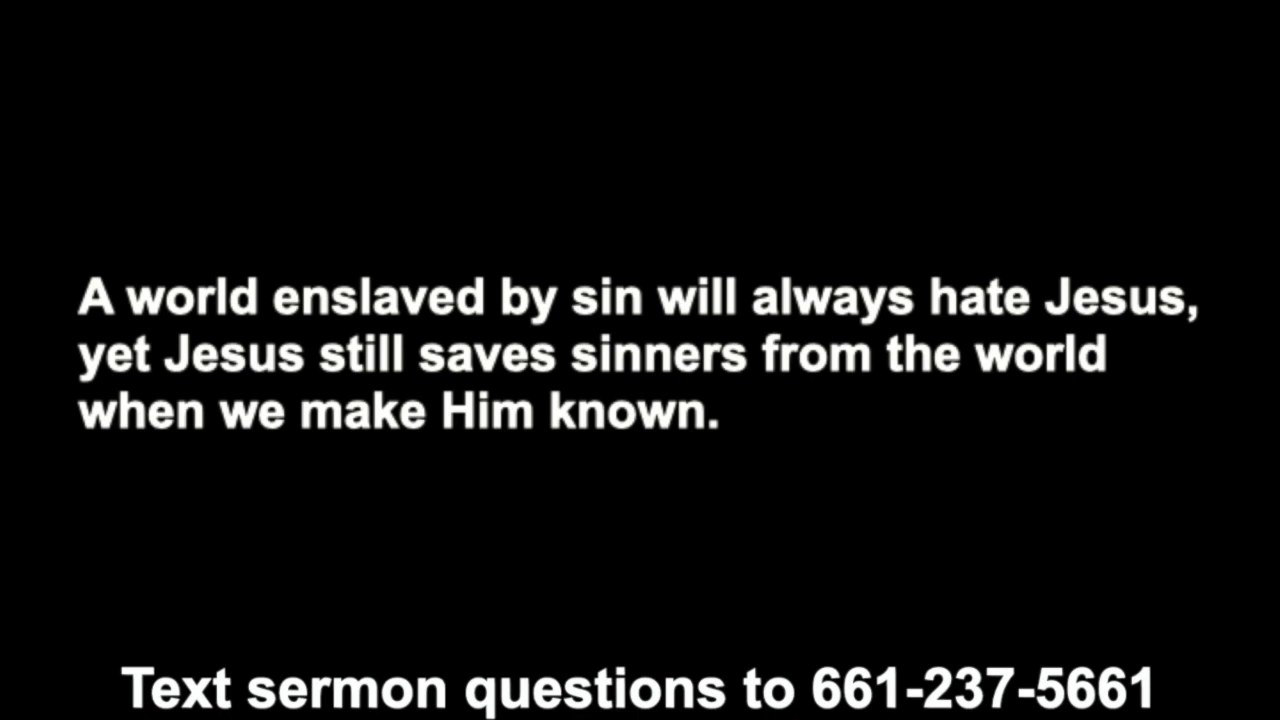 A world enslaved by sin will always hate Jesus,
yet Jesus still saves sinners from the world
when we make Him known.
Text sermon questions to 661-237-5661